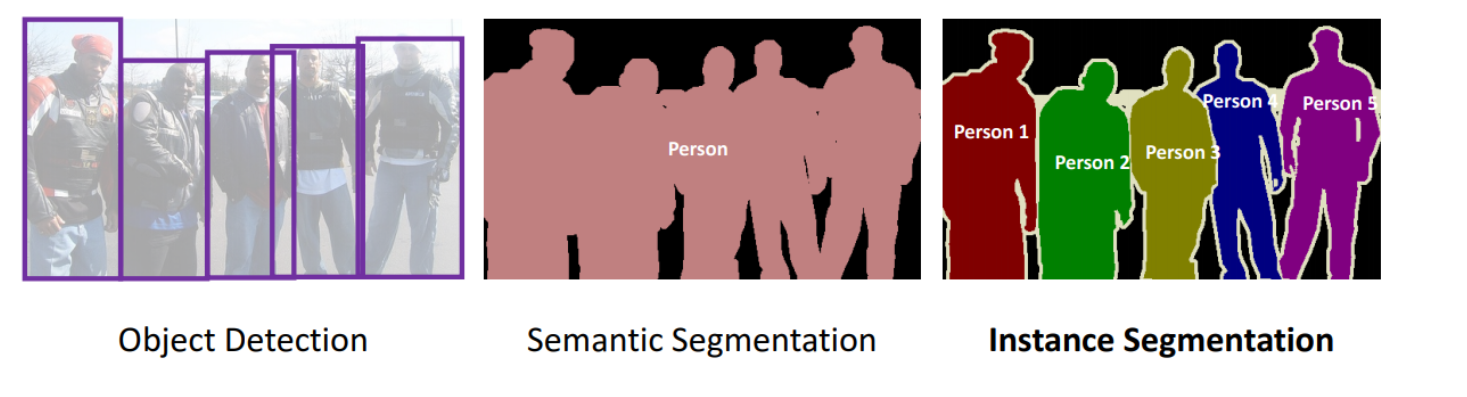 Person
Person 1
Person 2
Person 3
Person 4
Person 5
Object Detection
Semantic Segmentation
Instance Segmentation